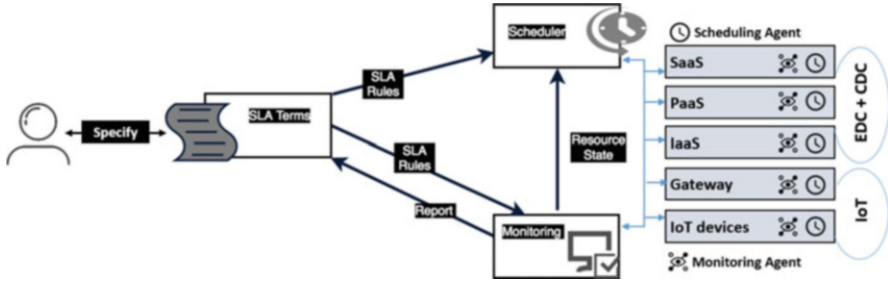 Scheduler
Scheduling Agent
SaaS
SLA
Rules
PaaS
EDC + CDC
Specify
SLA Terms
IaaS
Resource
State
SLA
Rules
Gateway
Report
IoT
Monitoring
IoT devices
Monitoring Agent